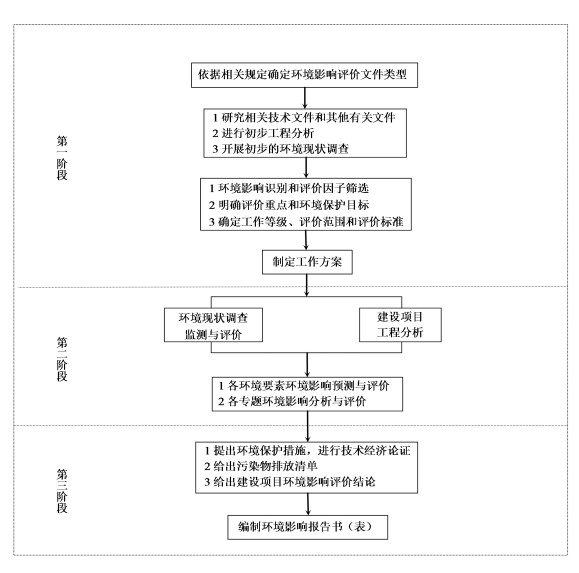 依据相关规定确定环境影响评价文件类型
1 研究相关技术文件和其他有关文件
2 进行初步工程分析
3 开展初步的环境现状调查
第一阶段
1 环境影响识别和评价因子筛选
2 明确评价重点和环境保护目标
3 确定工作等级、评价范围和评价标准
制定工作方案
环境现状调查
监测与评价
建设项目
工程分析
第二阶段
1 各环境要素环境影响预测与评价
2 各专题环境影响分析与评价
1 提出环境保护措施，进行技术经济论证
2 给出污染物排放清单
3 给出建设项目环境影响评价结论
第三阶段
编制环境影响报告书（表）